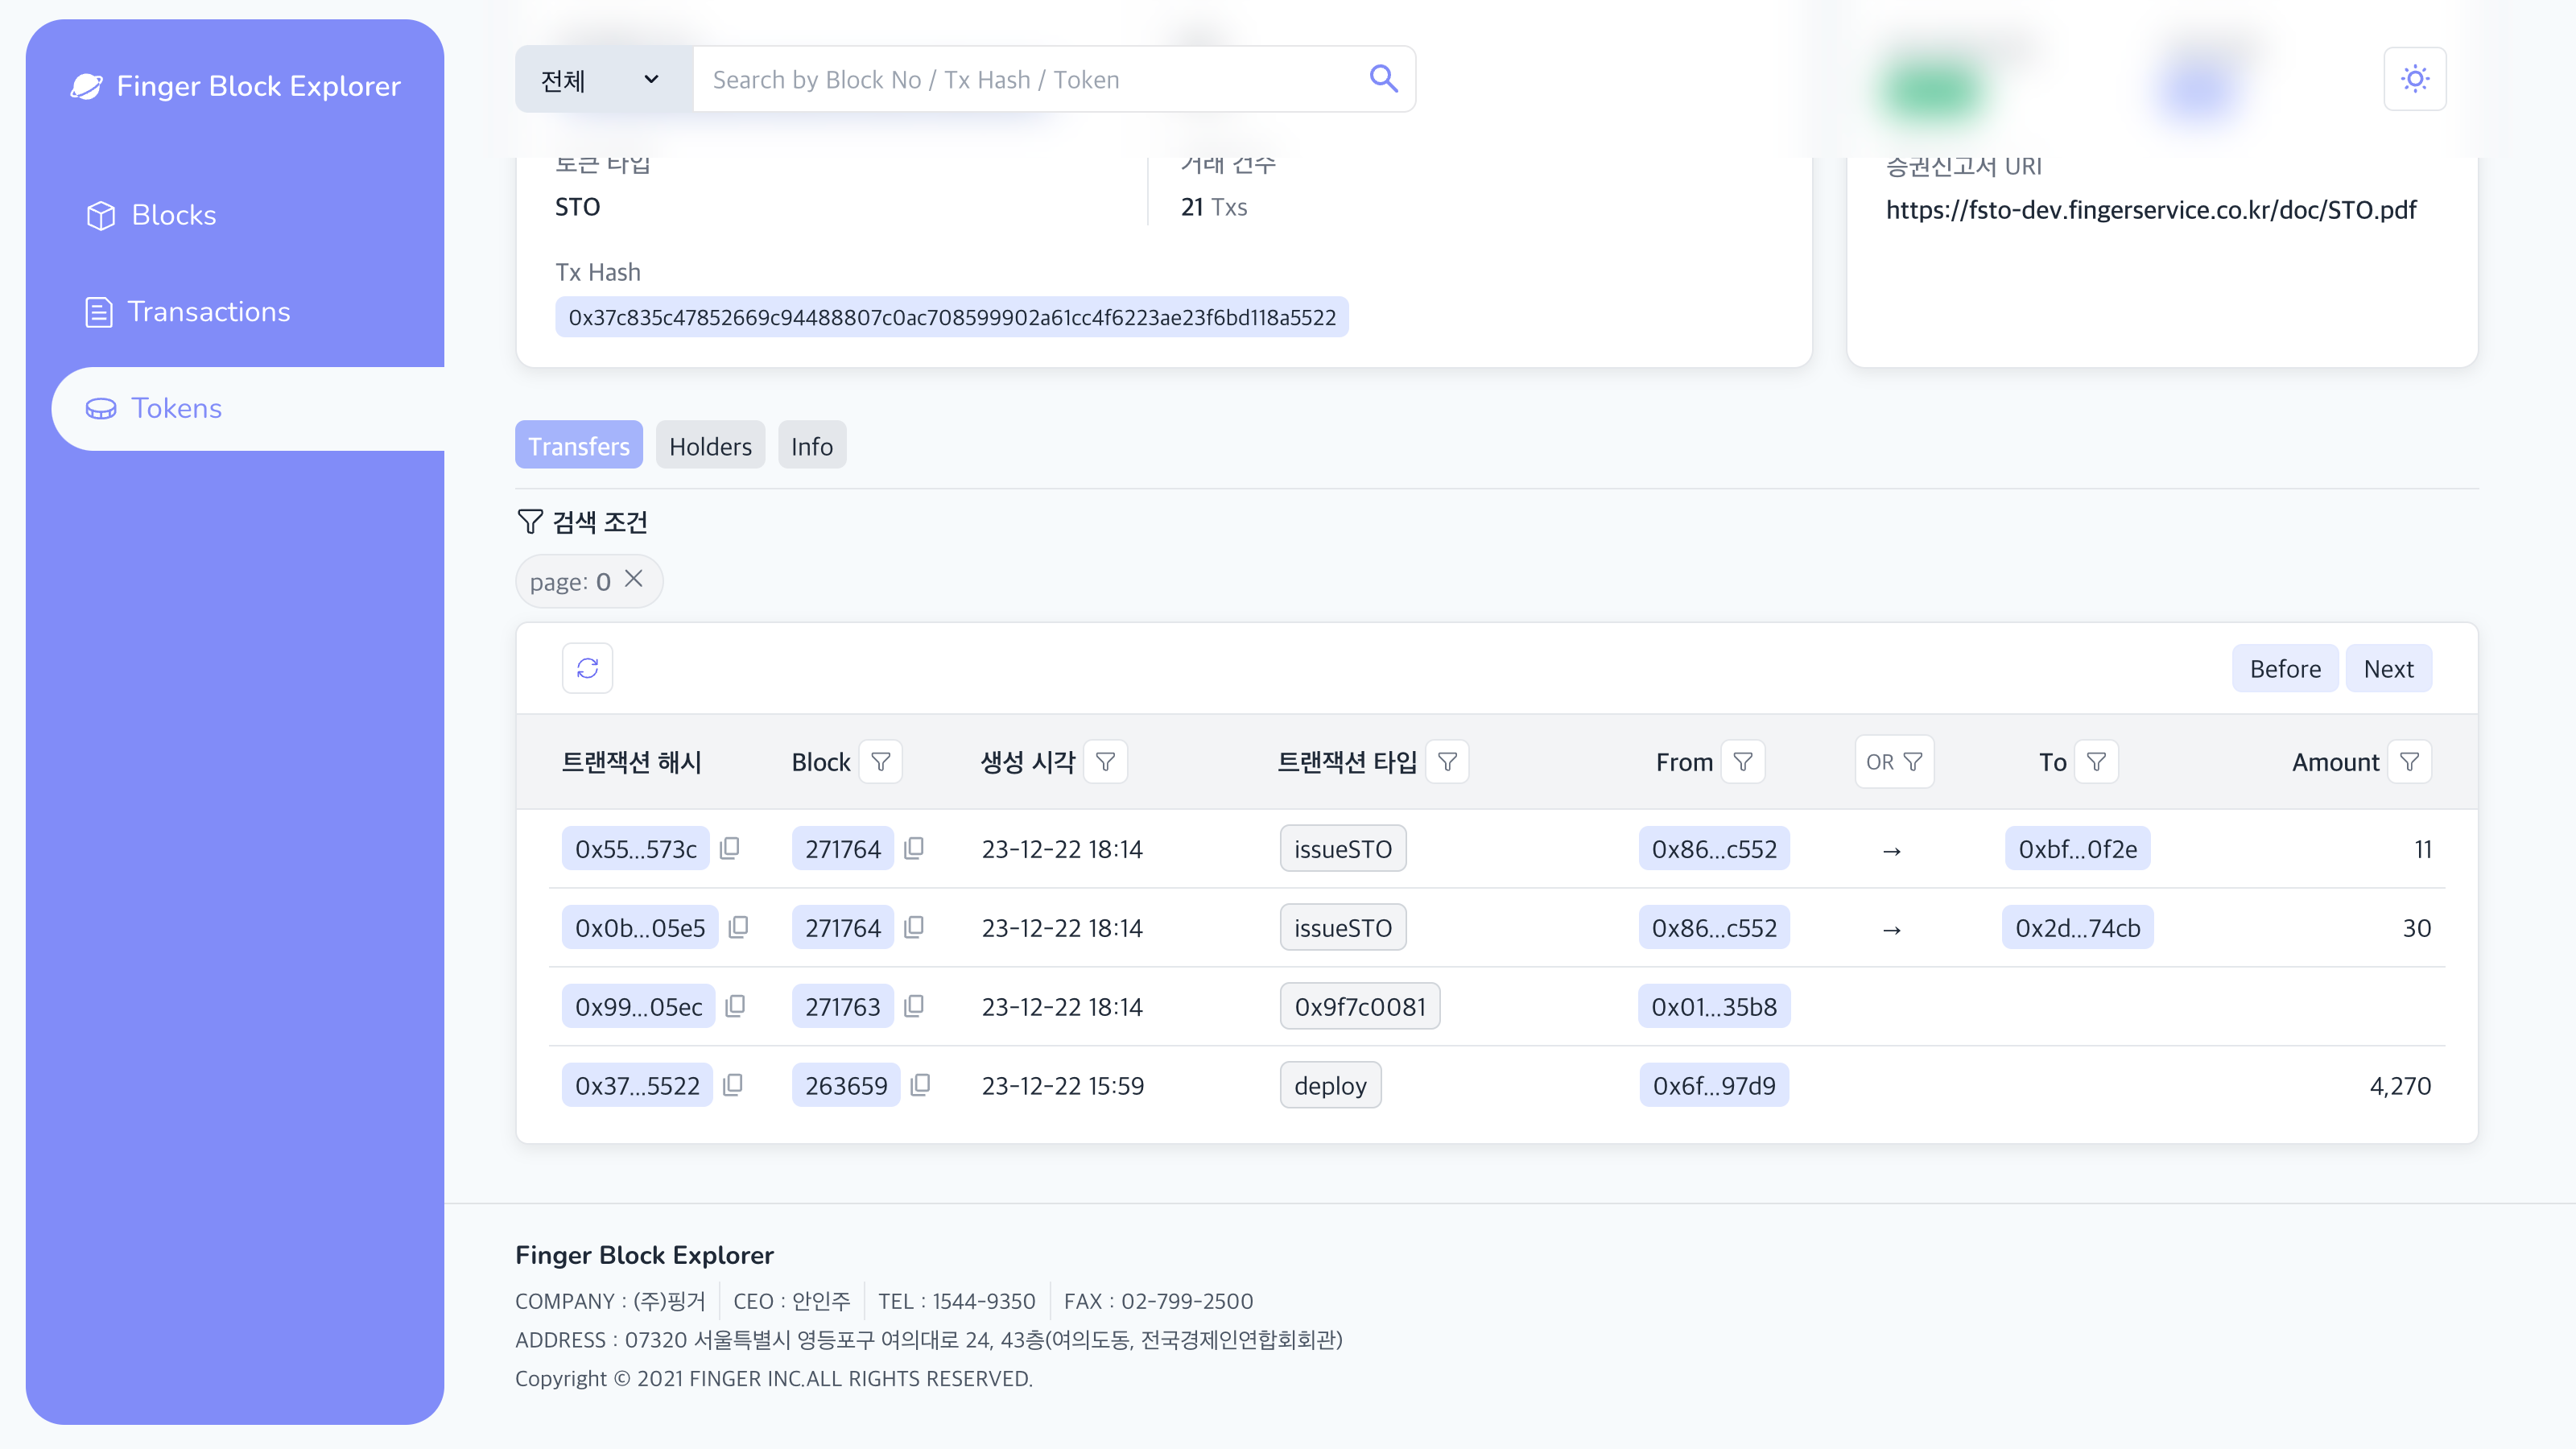 Finger Block Explorer
Blocks
Transactions
Tokens
전체
Search by Block No / Tx Hash / Token
토큰 타입
STO
거래 건수
21 Txs
Tx Hash
0x37c835c47852669c94488807c0ac708599902a61cc4f6223ae23f6bd118a5522
증권신고서 URI
https://fsto-dev.fingerservice.co.kr/doc/STO.pdf
Transfers Holders Info
검색 조건
page: 0
Before Next
트랜잭션 해시 Block 생성 시각 트랜잭션 타입 From OR To Amount
0x55...573c 271764 23-12-22 18:14 issueSTO 0x86...c552 → 0xbf...0f2e 11
0x0b...05e5 271764 23-12-22 18:14 issueSTO 0x86...c552 → 0x2d...74cb 30
0x99...05ec 271763 23-12-22 18:14 0x9f7c0081 0x01...35b8
0x37...5522 263659 23-12-22 15:59 deploy 0x6f...97d9 4,270
Finger Block Explorer
COMPANY : (주)핑거 CEO : 안인주 TEL : 1544-9350 FAX : 02-799-2500
ADDRESS : 07320 서울특별시 영등포구 여의대로 24, 43층(여의도동, 전국경제인연합회회관)
Copyright © 2021 FINGER INC.ALL RIGHTS RESERVED.